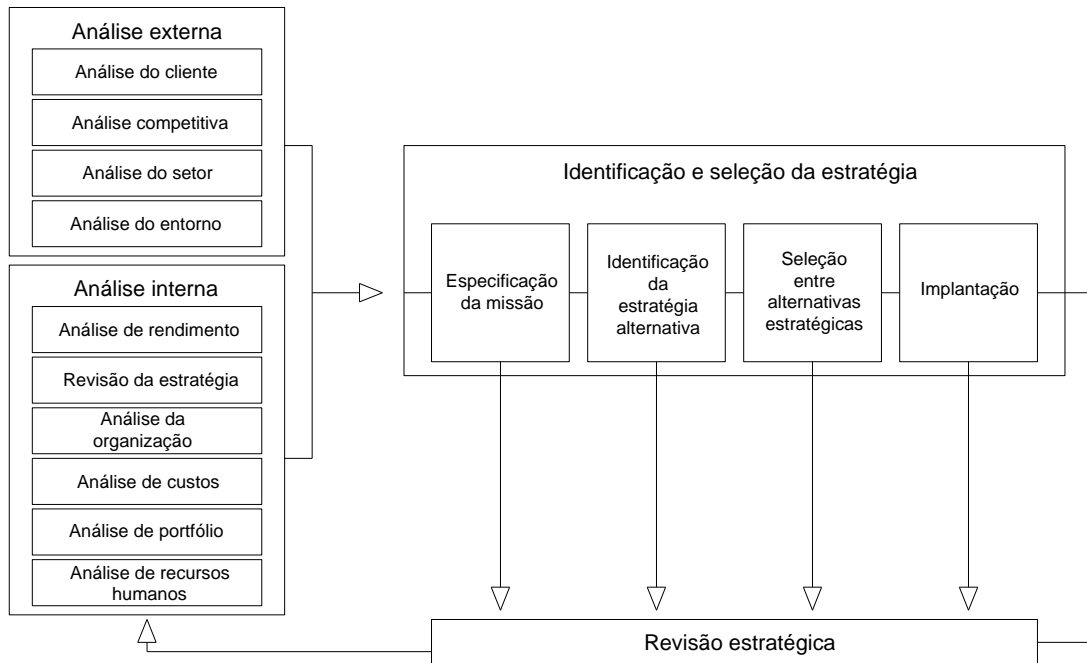 Análise externa
Análise do cliente
Análise competitiva
Análise do setor
Análise do entorno
Análise interna
Análise de rendimento
Revisão da estratégia
Análise da
organização
Análise de custos
Análise de portfólio
Análise de recursos
humanos
Identificação e seleção da estratégia
Especificação
da missão
Identificação
da
estratégia
alternativa
Seleção
entre
alternativas
estratégicas
Implantação
Revisão estratégica